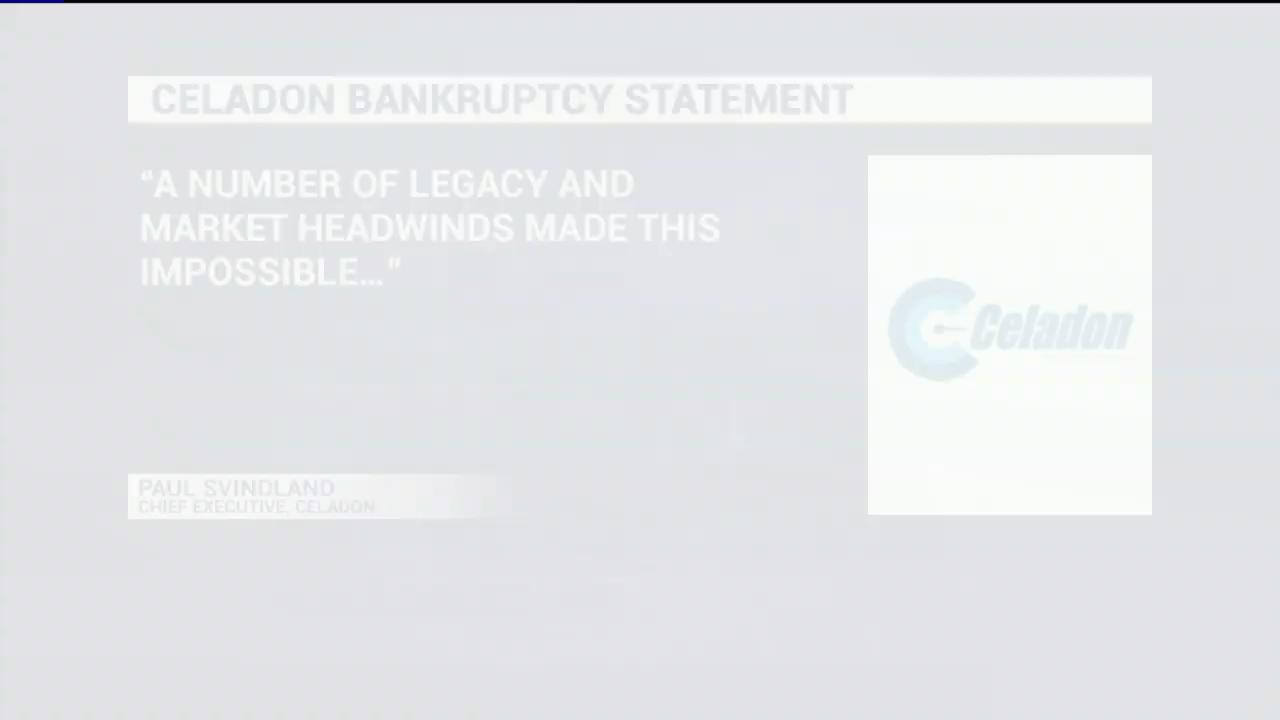 CELADON BANKRUPTCY STATEMENT
“A NUMBER OF LEGACY AND
MARKET HEADWINDS MADE THIS
IMPOSSIBLE...”
Celadon
PAUL SVINDLAND
CHIEF EXECUTIVE, CELADON